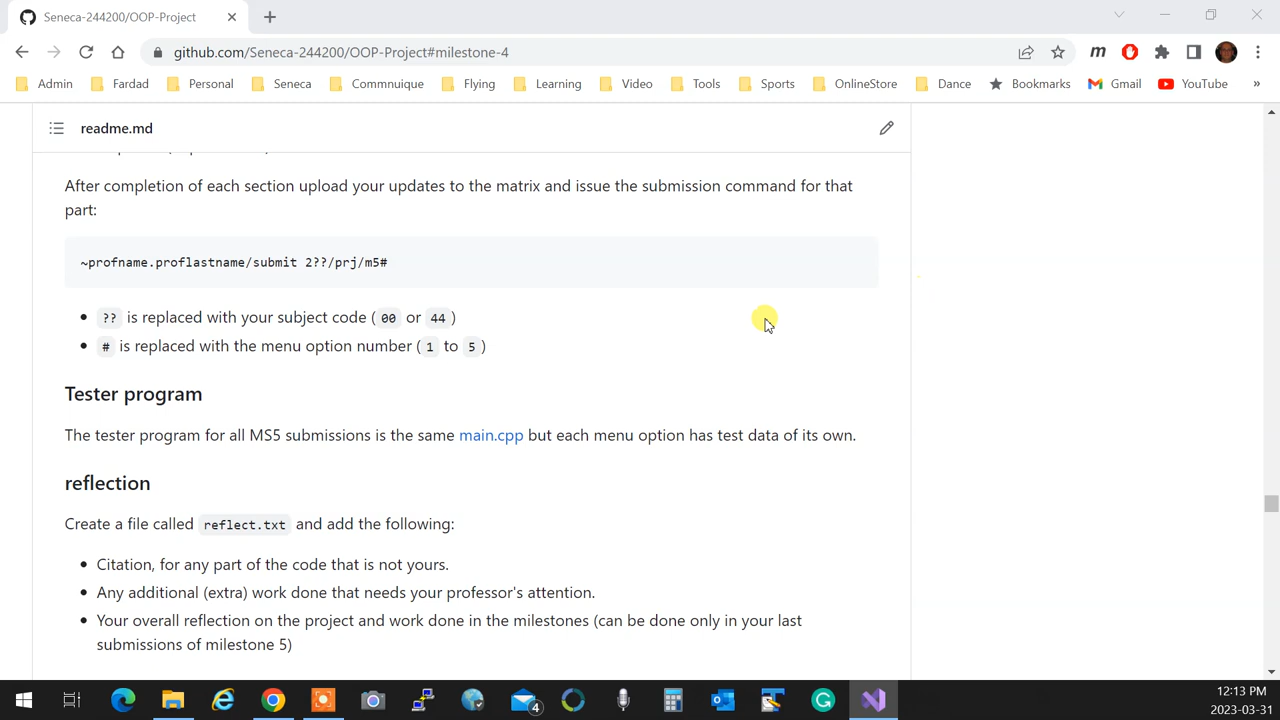 Seneca-244200/OOP-Project
github.com/Seneca-244200/OOP-Project#milestone-4
Admin Fardad Personal Seneca Commnuique Flying Learning Video Tools Sports OnlineStore Dance Bookmarks Gmail YouTube »
readme.md
After completion of each section upload your updates to the matrix and issue the submission command for that
part:
~profname.proflastname/submit 2??/prj/m5#
• ?? is replaced with your subject code ( 00 or 44 )
• # is replaced with the menu option number ( 1 to 5 )
Tester program
The tester program for all MS5 submissions is the same main.cpp but each menu option has test data of its own.
reflection
Create a file called reflect.txt and add the following:
• Citation, for any part of the code that is not yours.
• Any additional (extra) work done that needs your professor's attention.
• Your overall reflection on the project and work done in the milestones (can be done only in your last
submissions of milestone 5)
4
12:13 PM
2023-03-31